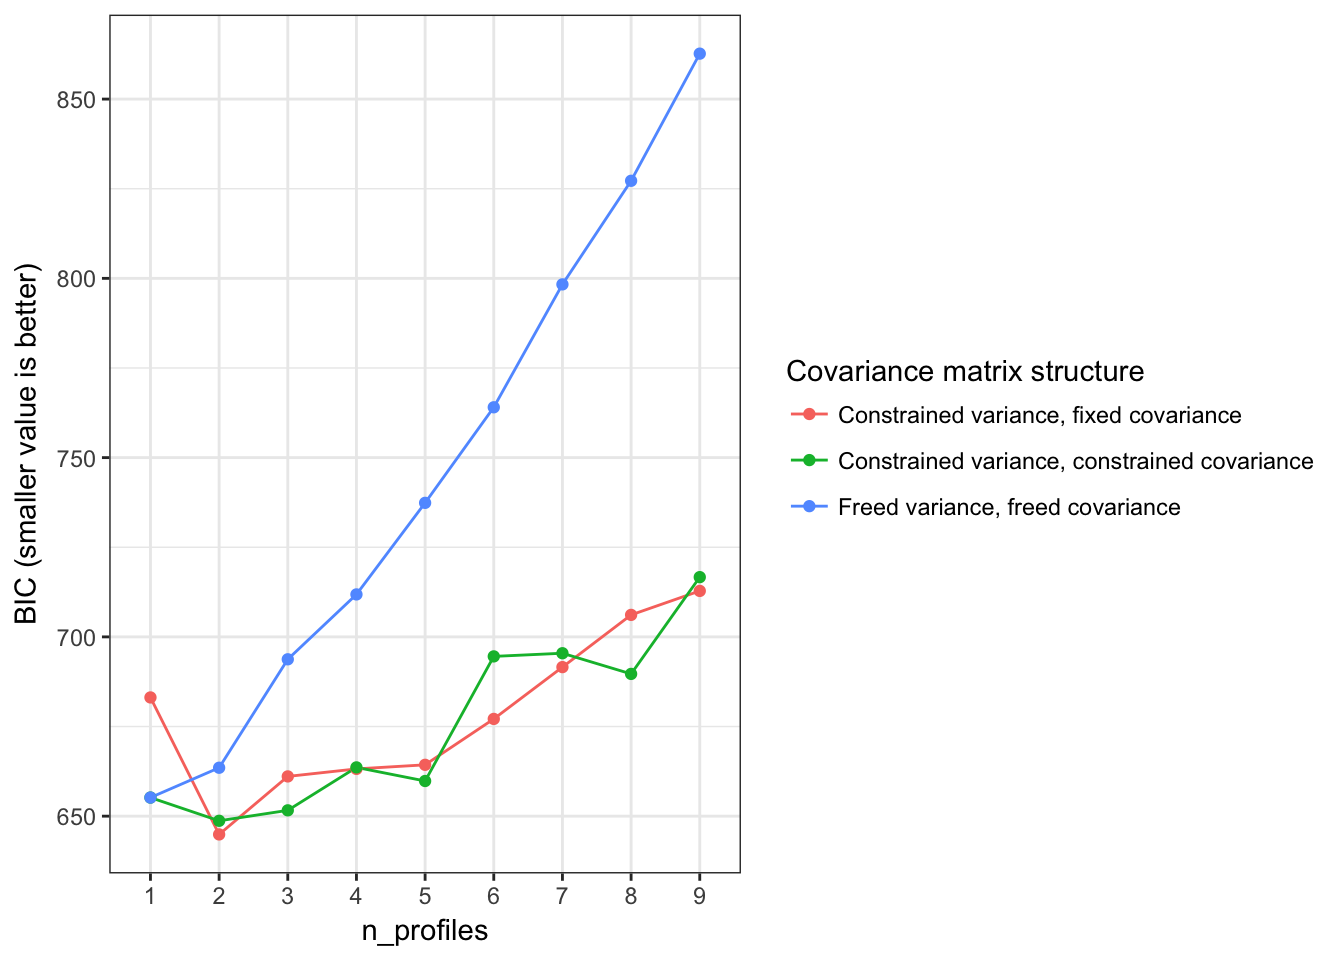 850
800
750
700
650
BIC (smaller value is better)
1 2 3 4 5 6 7 8 9
n_profiles
Covariance matrix structure
Constrained variance, fixed covariance
Constrained variance, constrained covariance
Freed variance, freed covariance